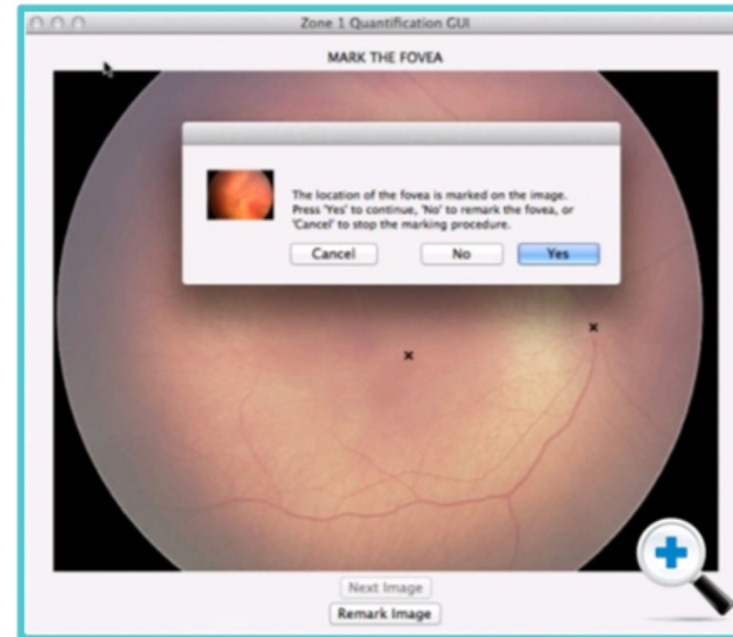 Zone 1 Quantification GUI
MARK THE FOVEA
The location of the fovea is marked on the image.
Press 'Yes' to continue, 'No' to remark the fovea, or
'Cancel' to stop the marking procedure.
Cancel No Yes
Next Image
Remark Image